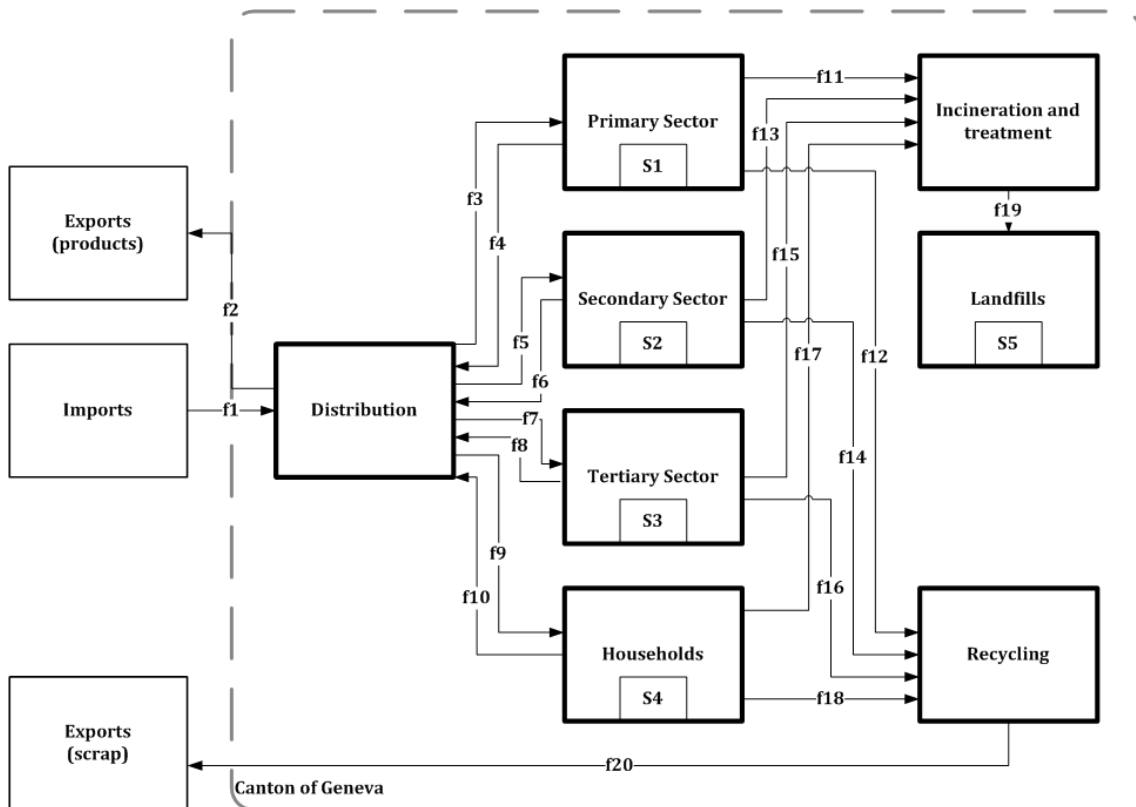 f11
Primary Sector
S1
Incineration and
treatment
f13
f3
f4
f19
Exports
(products)
f2
f15
Secondary Sector
S2
Landfills
S5
f5
f6
f17
f12
Imports
f1
Distribution
f7
f8
f14
Tertiary Sector
S3
f9
f10
f16
Households
S4
f18
Recycling
Exports
(scrap)
f20
Canton of Geneva